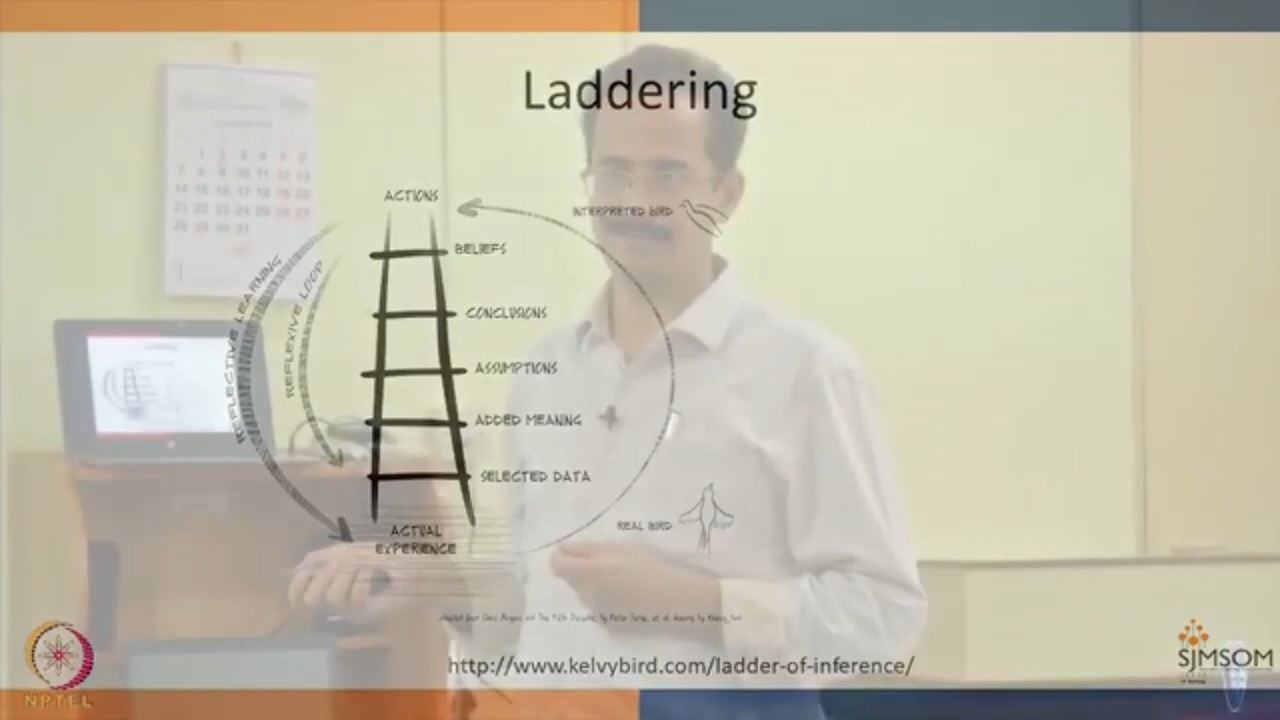 Laddering
ACTIONS
INTERPRETED BIRD
BELIEFS
CONCLUSIONS
ASSUMPTIONS
ADDED MEANING
SELECTED DATA
REFLECTIVE LEARNING
REFLEXIVE LOOP
REAL BIRD
ACTUAL
EXPERIENCE
http://www.kelvybird.com/ladder-of-inference/
NPTEL
SJMSOM